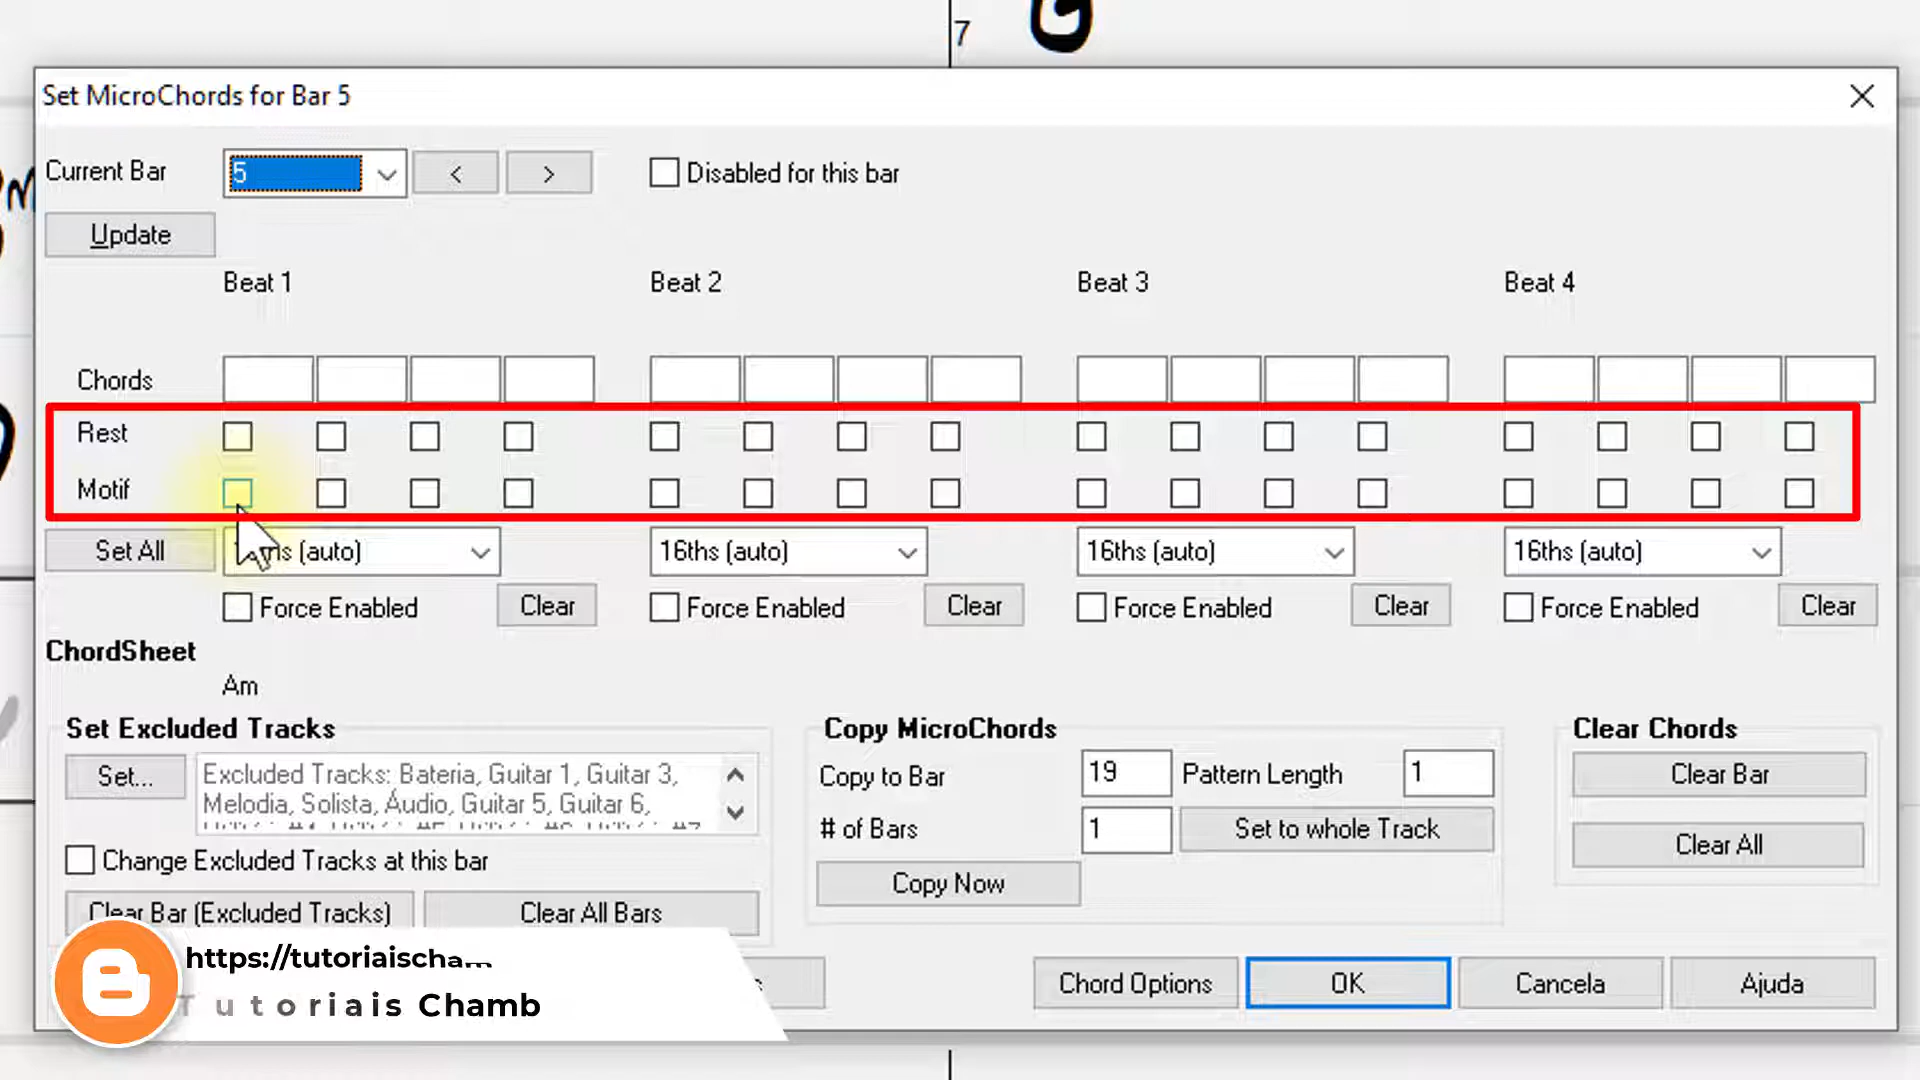 7
Set MicroChords for Bar 5
Current Bar 5 < > Disabled for this bar
Update
Beat 1 Beat 2 Beat 3 Beat 4
Chords
Rest
Motif
Set All (auto) 16ths (auto) 16ths (auto) 16ths (auto)
Force Enabled Clear Force Enabled Clear Force Enabled Clear Force Enabled Clear
ChordSheet
Am
Set Excluded Tracks Copy MicroChords Clear Chords
Set... Excluded Tracks: Bateria, Guitar 1, Guitar 3, Copy to Bar 19 Pattern Length 1 Clear Bar
Melodia, Solista, Áudio, Guitar 5, Guitar 6,
# of Bars 1 Set to whole Track Clear All
Change Excluded Tracks at this bar
Copy Now
Clear Bar (Excluded Tracks) Clear All Bars
https://tutoriaischa
Chord Options OK Cancela Ajuda
Tutoriais Chamb